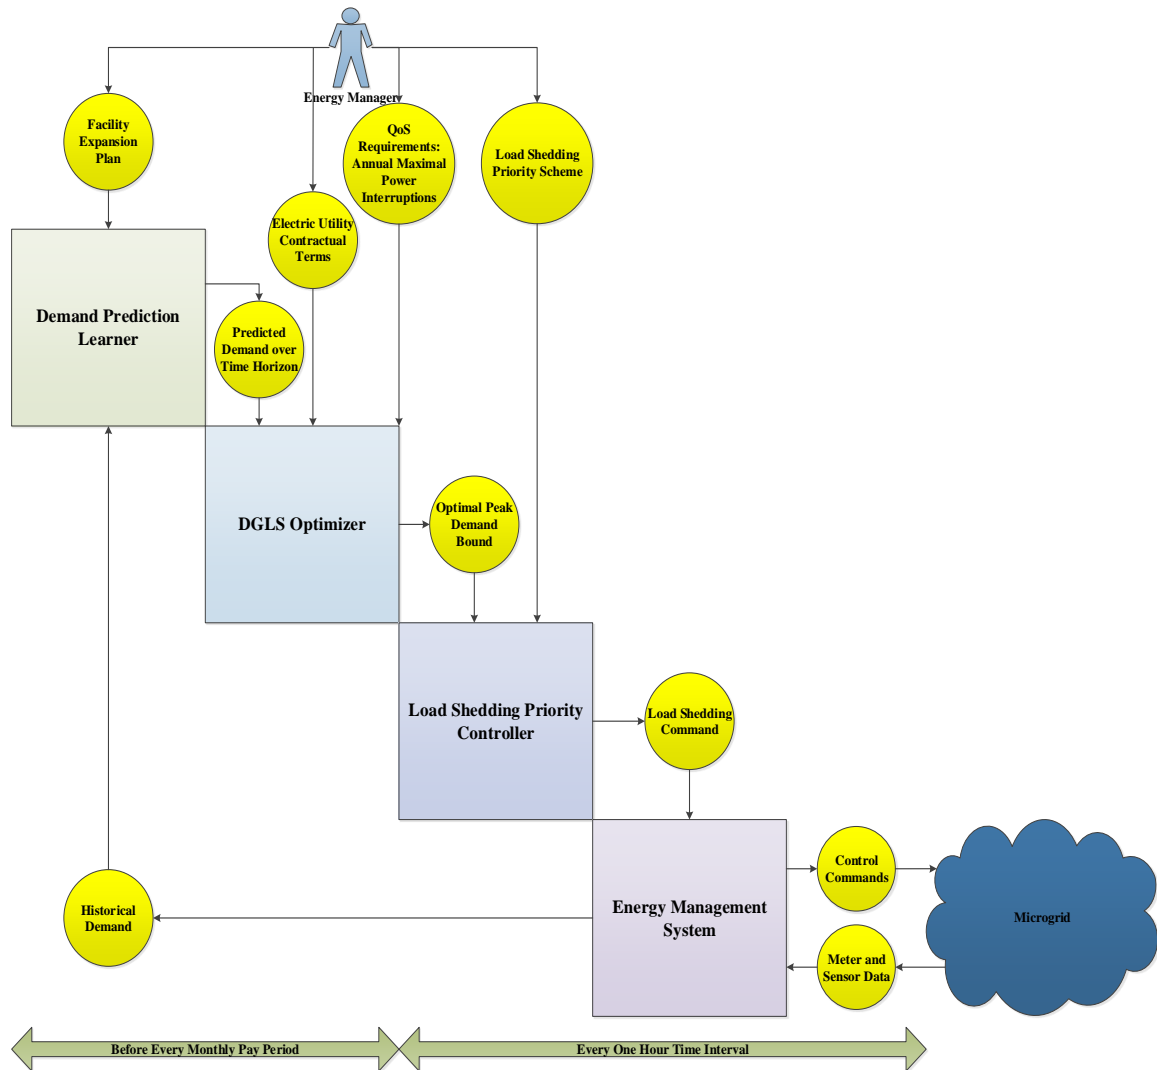 Energy Manager
Facility
Expansion
Plan
QoS
Requirements:
Annual Maximal
Power
Interruptions
Load Shedding
Priority Scheme
Electric Utility
Contractual
Terms
Demand Prediction
Learner
Predicted
Demand over
Time Horizon
DGLS Optimizer
Optimal Peak
Demand
Bound
Load Shedding Priority
Controller
Load Shedding
Command
Energy Management
System
Control
Commands
Microgrid
Historical
Demand
Meter and
Sensor Data
Before Every Monthly Pay Period
Every One Hour Time Interval